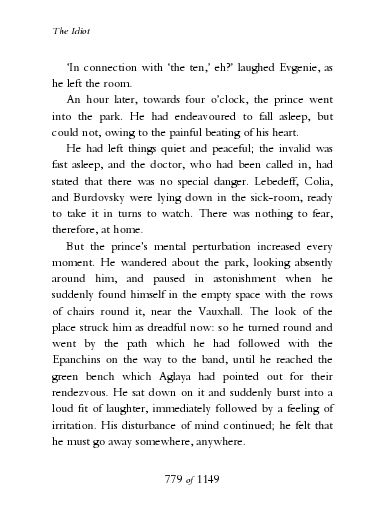 The Idiot
‘In connection with ‘the ten,’ eh?’ laughed Evgenie, as
he left the room.
An hour later, towards four o’clock, the prince went
into the park. He had endeavoured to fall asleep, but
could not, owing to the painful beating of his heart.
He had left things quiet and peaceful; the invalid was
fast asleep, and the doctor, who had been called in, had
stated that there was no special danger. Lebedeff, Colia,
and Burdovsky were lying down in the sick-room, ready
to take it in turns to watch. There was nothing to fear,
therefore, at home.
But the prince’s mental perturbation increased every
moment. He wandered about the park, looking absently
around him, and paused in astonishment when he
suddenly found himself in the empty space with the rows
of chairs round it, near the Vauxhall. The look of the
place struck him as dreadful now: so he turned round and
went by the path which he had followed with the
Epanchins on the way to the band, until he reached the
green bench which Aglaya had pointed out for their
rendezvous. He sat down on it and suddenly burst into a
loud fit of laughter, immediately followed by a feeling of
irritation. His disturbance of mind continued; he felt that
he must go away somewhere, anywhere.
779 of 1149